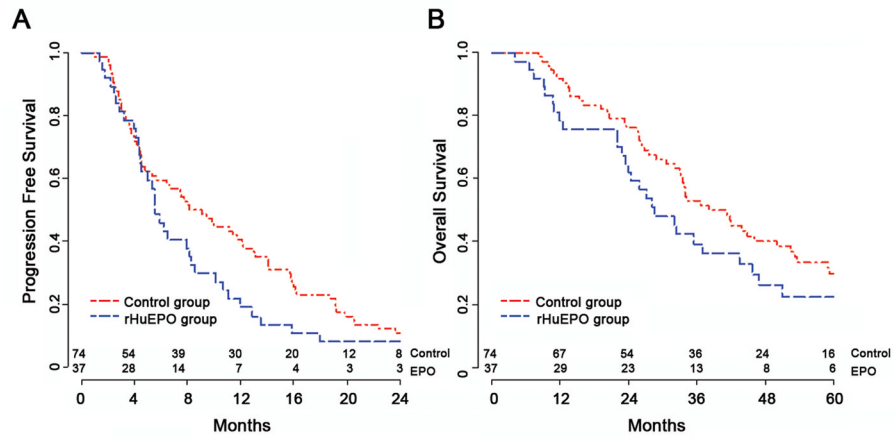 A
Progression Free Survival
1.0
0.8
0.6
0.4
0.2
0
Control group
rHuEPO group
74 54 39 30 20 12 8 Control
37 28 14 7 4 3 3 EPO
0 4 8 12 16 20 24
Months
B
Overall Survival
1.0
0.8
0.6
0.4
0.2
0
Control group
rHuEPO group
74 67 54 36 24 16 Control
37 29 23 13 8 6 EPO
0 12 24 36 48 60
Months